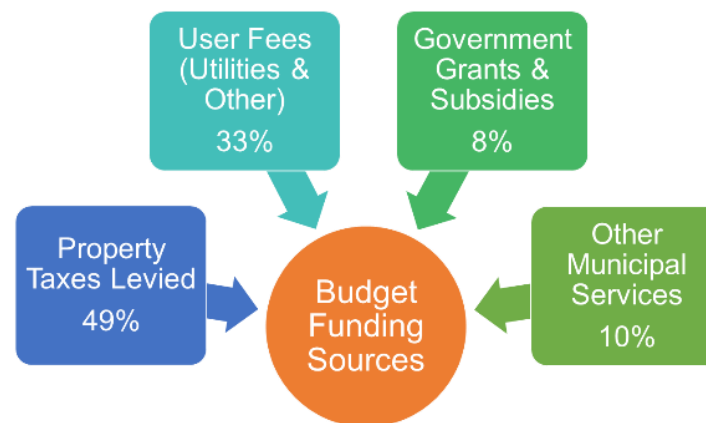 User Fees
(Utilities &
Other)
33%
Government
Grants &
Subsidies
8%
Property
Taxes Levied
49%
Budget
Funding
Sources
Other
Municipal
Services
10%